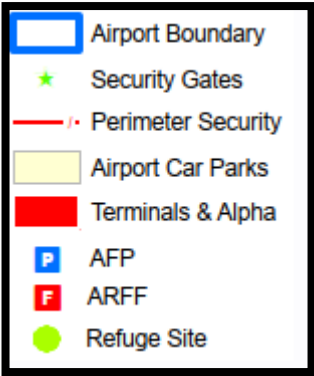 Airport Boundary
Security Gates
Perimeter Security
Airport Car Parks
Terminals & Alpha
P AFP
F ARFF
Refuge Site